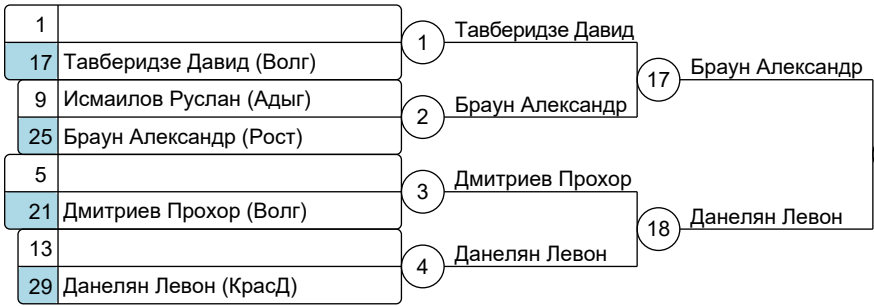 1
17 Тавберидзе Давид (Волг)
9 Исмаилов Руслан (Адыг)
25 Браун Александр (Рост)
5
21 Дмитриев Прохор (Волг)
13
29 Данелян Левон (КрасД)
1 Тавберидзе Давид
2 Браун Александр
3 Дмитриев Прохор
4 Данелян Левон
17 Браун Александр
18 Данелян Левон